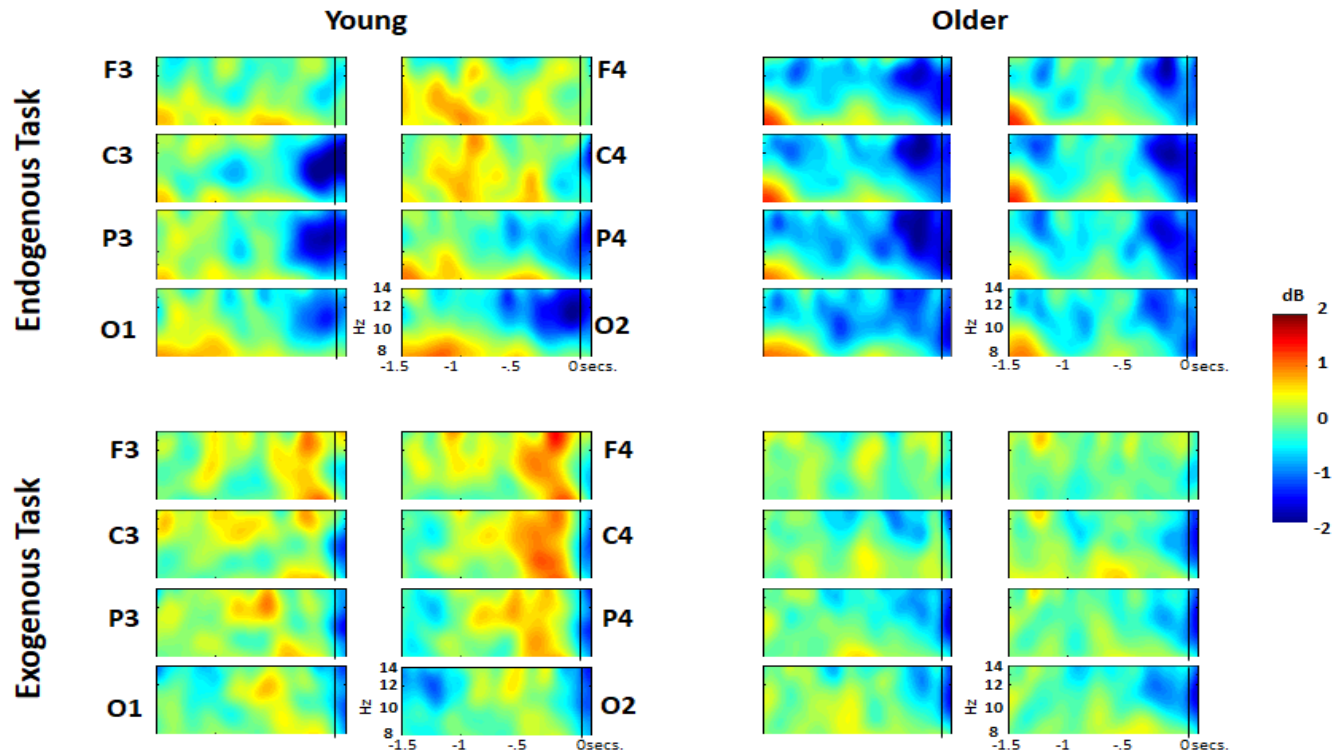 Young Older
Endogenous Task
F3 F4
C3 C4
P3 P4
O1 O2
14
12
10
8
Hz
-1.5 -1 -.5 0secs.
14
12
10
8
Hz
-1.5 -1 -.5 0secs.
dB
2
1
0
-1
-2
Exogenous Task
F3 F4
C3 C4
P3 P4
O1 O2
14
12
10
8
Hz
-1.5 -1 -.5 0secs.
14
12
10
8
Hz
-1.5 -1 -.5 0secs.